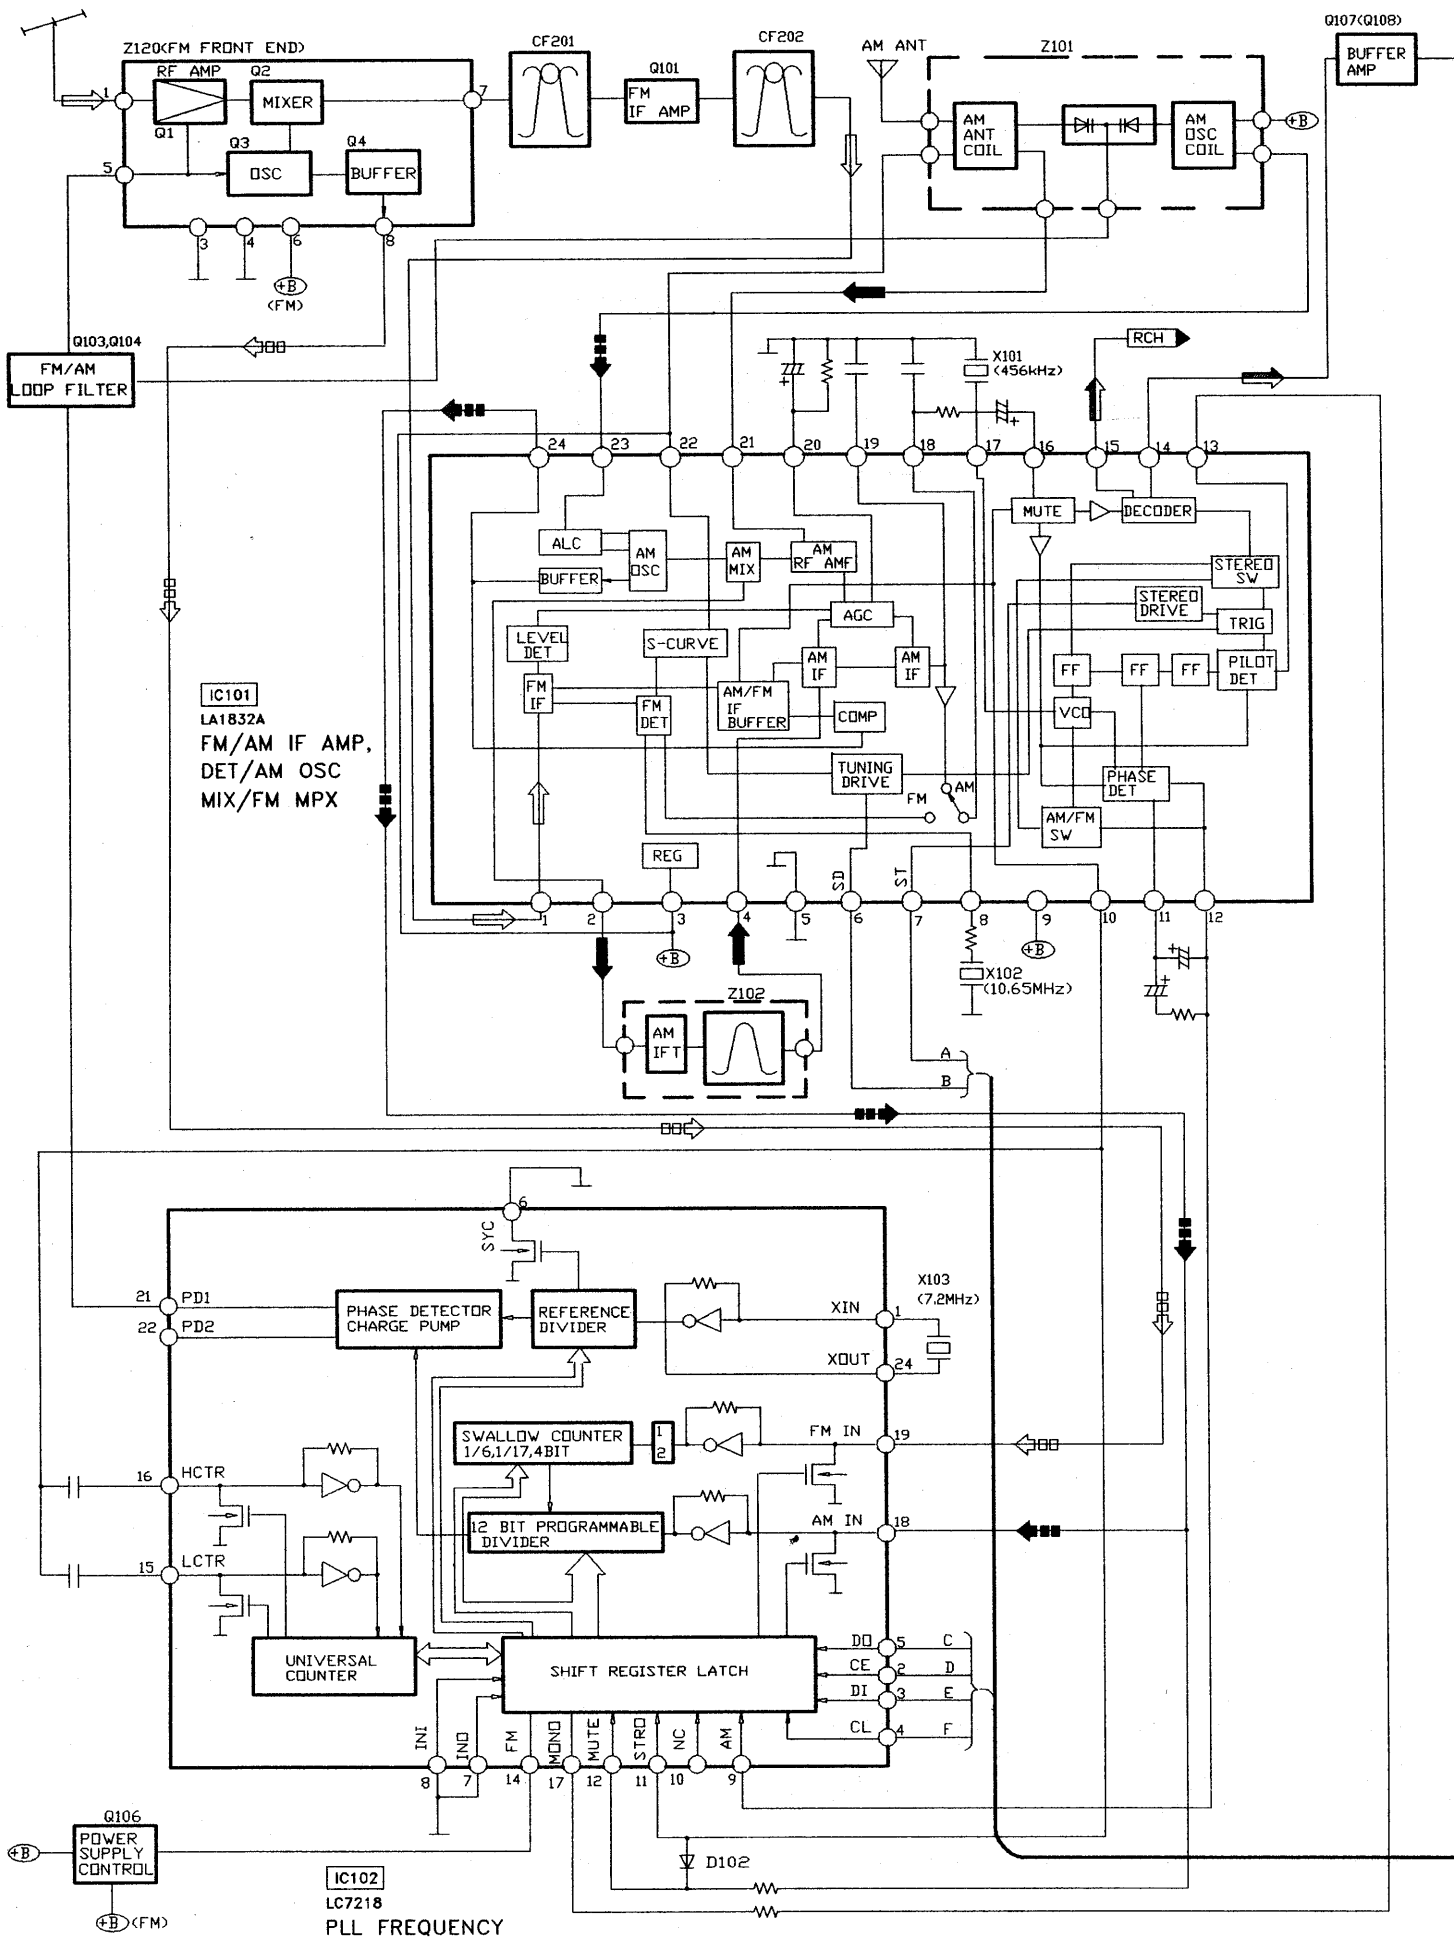 Q107(Q108)
BUFFER
AMP
Z120(FM FRONT END)
RF AMP
Q2
MIXER
Q1
Q3
OSC
Q4
BUFFER
1
7
5
3
4
6
8
+B
(FM)
CF201
Q101
FM
IF AMP
CF202
AM ANT
Z101
AM
ANT
COIL
AM
OSC
COIL
+B
Q103,Q104
FM/AM
LOOP FILTER
X101
(456kHz)
RCH
24
23
22
21
20
19
18
17
16
15
14
13
ALC
AM
OSC
BUFFER
AM
MIX
AM
RF AMF
MUTE
DECODER
STEREO
SW
STEREO
DRIVE
TRIG
AGC
LEVEL
DET
S-CURVE
AM
IF
AM
IF
FF
FF
FF
PILOT
DET
FM
IF
FM
DET
AM/FM
IF
BUFFER
COMP
VCO
TUNING
DRIVE
PHASE
DET
AM/FM
SW
FM
AM
REG
SD
ST
IC101
LA1832A
FM/AM IF AMP,
DET/AM OSC
MIX/FM MPX
1
2
3
4
5
6
7
8
9
10
11
12
+B
+B
X102
(10.65MHz)
Z102
AM
IFT
A
B
6
SYC
21
PD1
22
PD2
PHASE DETECTOR
CHARGE PUMP
REFERENCE
DIVIDER
XIN
1
X103
(7.2MHz)
XOUT
24
SWALLOW COUNTER
1/6,1/17,4BIT
1
2
FM IN
19
16
HCTR
12 BIT PROGRAMMABLE
DIVIDER
AM IN
18
15
LCTR
UNIVERSAL
COUNTER
SHIFT REGISTER LATCH
DO
5
C
CE
2
D
DI
3
E
CL
4
F
INI
INO
FM
MONO
MUTE
STRO
NC
AM
8
7
14
17
12
11
10
9
Q106
POWER
SUPPLY
CONTROL
+B
+B
(FM)
D102
IC102
LC7218
PLL FREQUENCY